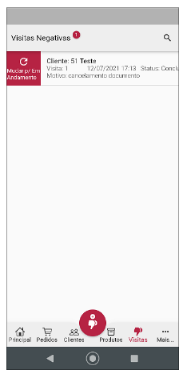 Visitas Negativas 1
Cliente: 51 Teste
Visita: 1 12/07/2021 17:13 Status: Conclu
Motivo: cancelamento documento
Mudar p/ Em
Andamento
Principal Pedidos Clientes Produtos Visitas Mais...